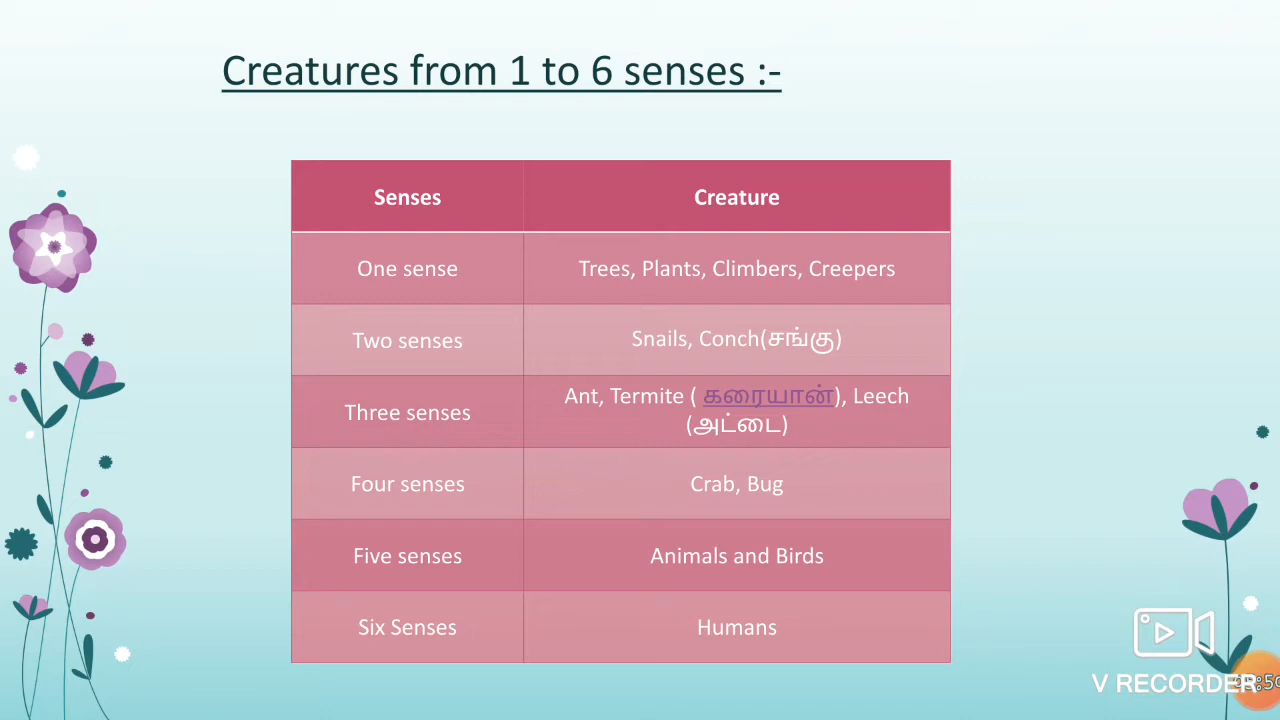 Creatures from 1 to 6 senses :-
Senses Creature
One sense Trees, Plants, Climbers, Creepers
Two senses Snails, Conch(சங்கு)
Three senses Ant, Termite ( கரையான்), Leech
(அட்டை)
Four senses Crab, Bug
Five senses Animals and Birds
Six Senses Humans
V RECORDER